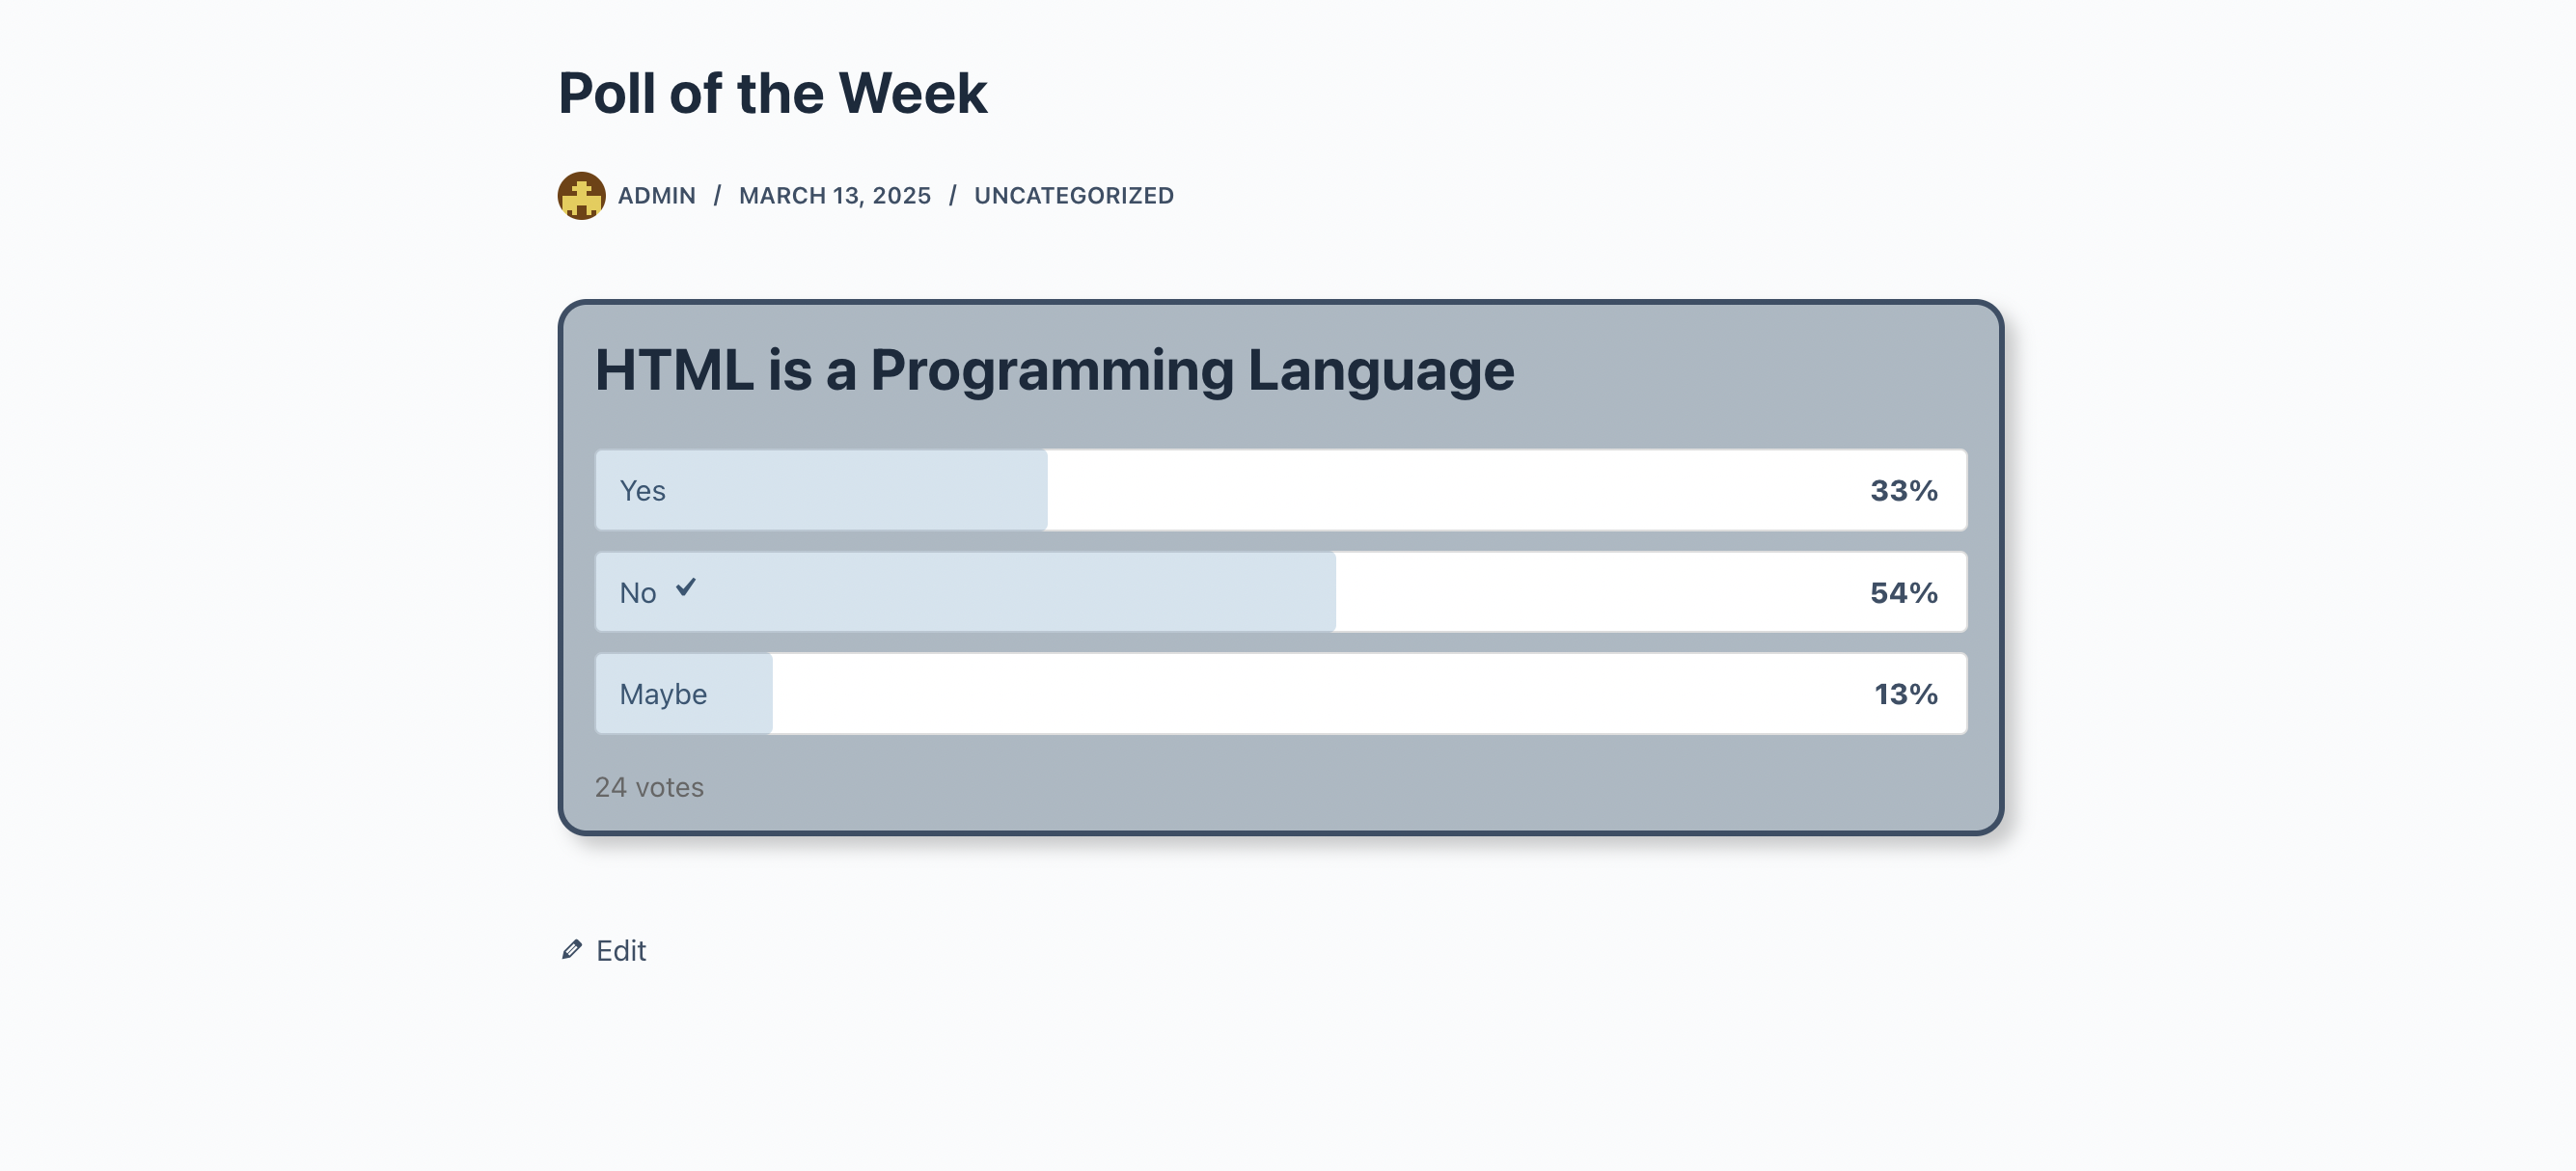 Poll of the Week
ADMIN / MARCH 13, 2025 / UNCATEGORIZED
HTML is a Programming Language
Yes 33%
No ✓ 54%
Maybe 13%
24 votes
Edit